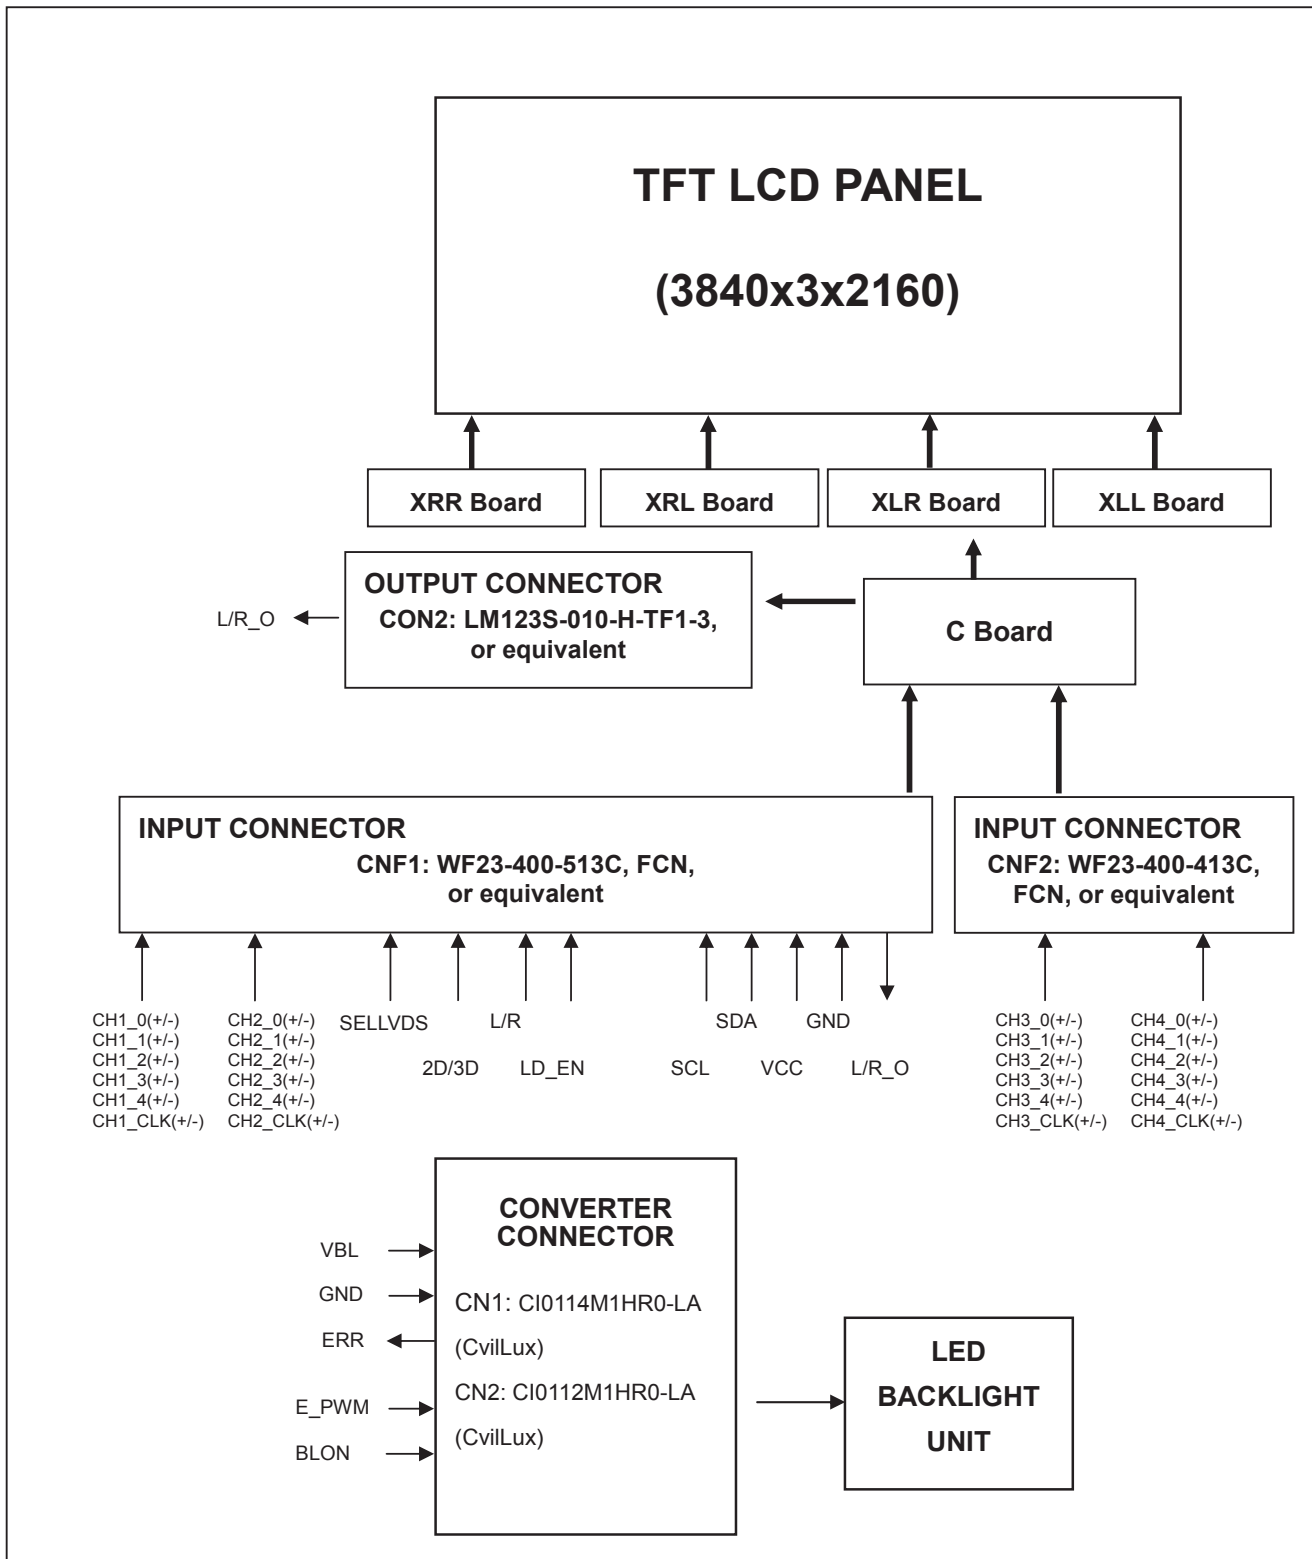 TFT LCD PANEL
(3840x3x2160)
XRR Board
XRL Board
XLR Board
XLL Board
OUTPUT CONNECTOR
CON2: LM123S-010-H-TF1-3,
or equivalent
L/R_O
C Board
INPUT CONNECTOR
CNF1: WF23-400-513C, FCN,
or equivalent
INPUT CONNECTOR
CNF2: WF23-400-413C,
FCN, or equivalent
CH1_0(+/-)
CH1_1(+/-)
CH1_2(+/-)
CH1_3(+/-)
CH1_4(+/-)
CH1_CLK(+/-)
CH2_0(+/-)
CH2_1(+/-)
CH2_2(+/-)
CH2_3(+/-)
CH2_4(+/-)
CH2_CLK(+/-)
SELLVDS
2D/3D
L/R
LD_EN
SCL
SDA
VCC
GND
L/R_O
CH3_0(+/-)
CH3_1(+/-)
CH3_2(+/-)
CH3_3(+/-)
CH3_4(+/-)
CH3_CLK(+/-)
CH4_0(+/-)
CH4_1(+/-)
CH4_2(+/-)
CH4_3(+/-)
CH4_4(+/-)
CH4_CLK(+/-)
CONVERTER
CONNECTOR
CN1: CI0114M1HR0-LA
(CvilLux)
CN2: CI0112M1HR0-LA
(CvilLux)
VBL
GND
ERR
E_PWM
BLON
LED
BACKLIGHT
UNIT